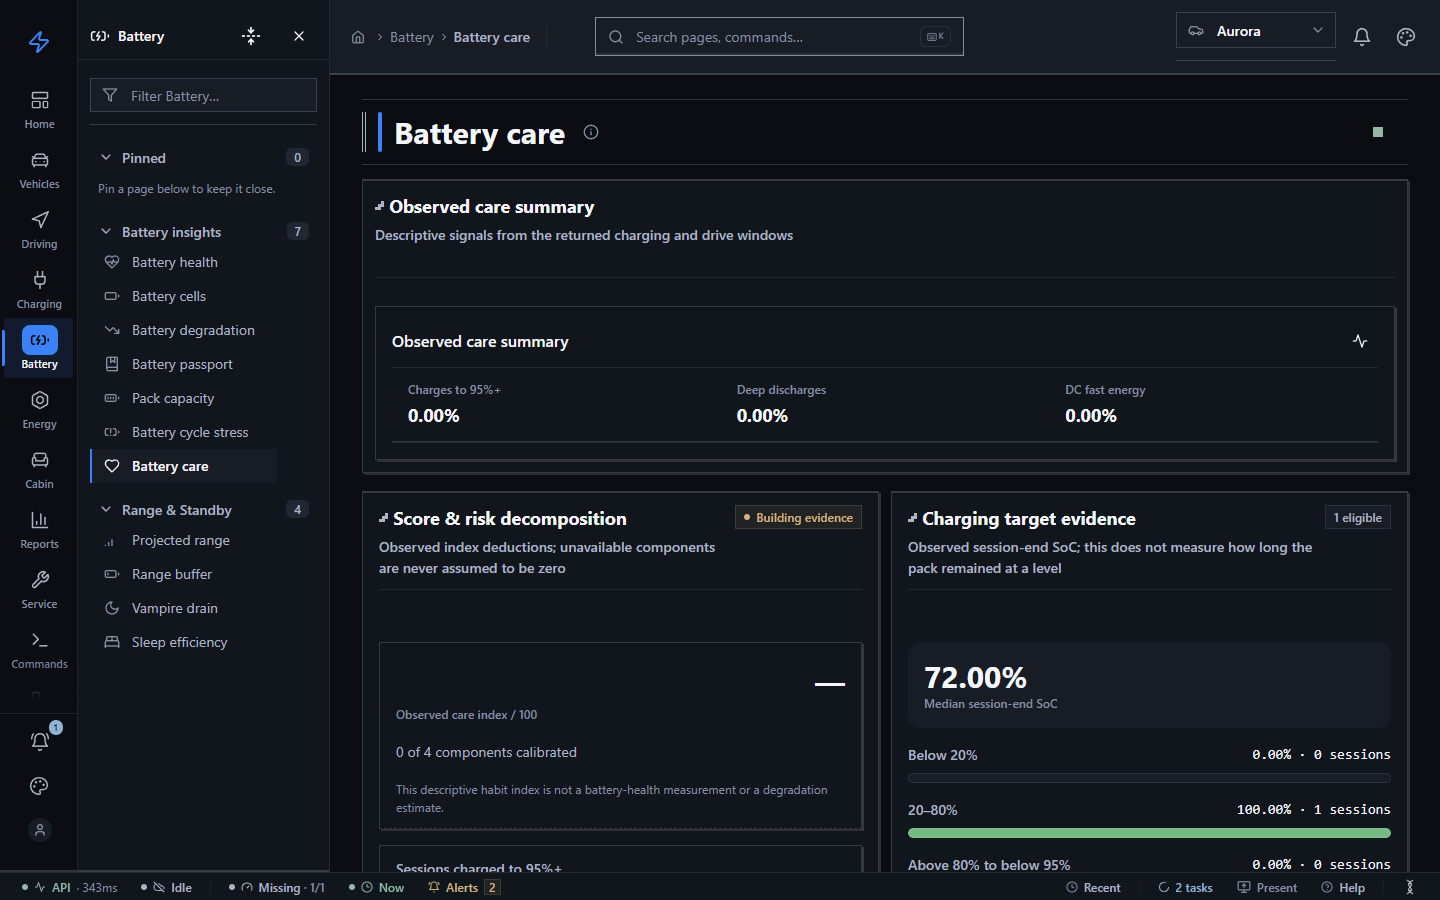 Battery
Battery
Battery care
Search pages, commands...
K
Aurora
Home
Vehicles
Driving
Charging
Battery
Energy
Cabin
Reports
Service
Commands
1
Filter Battery...
Pinned
0
Pin a page below to keep it close.
Battery insights
7
Battery health
Battery cells
Battery degradation
Battery passport
Pack capacity
Battery cycle stress
Battery care
Range & Standby
4
Projected range
Range buffer
Vampire drain
Sleep efficiency
Battery care
Observed care summary
Descriptive signals from the returned charging and drive windows
Observed care summary
Charges to 95%+
0.00%
Deep discharges
0.00%
DC fast energy
0.00%
Score & risk decomposition
Building evidence
Observed index deductions; unavailable components
are never assumed to be zero
—
Observed care index / 100
0 of 4 components calibrated
This descriptive habit index is not a battery-health measurement or a degradation
estimate.
Sessions charged to 95%+
Charging target evidence
1 eligible
Observed session-end SoC; this does not measure how long the
pack remained at a level
72.00%
Median session-end SoC
Below 20%
0.00% · 0 sessions
20–80%
100.00% · 1 sessions
Above 80% to below 95%
0.00% · 0 sessions
API · 343ms
Idle
Missing · 1/1
Now
Alerts 2
Recent
2 tasks
Present
Help